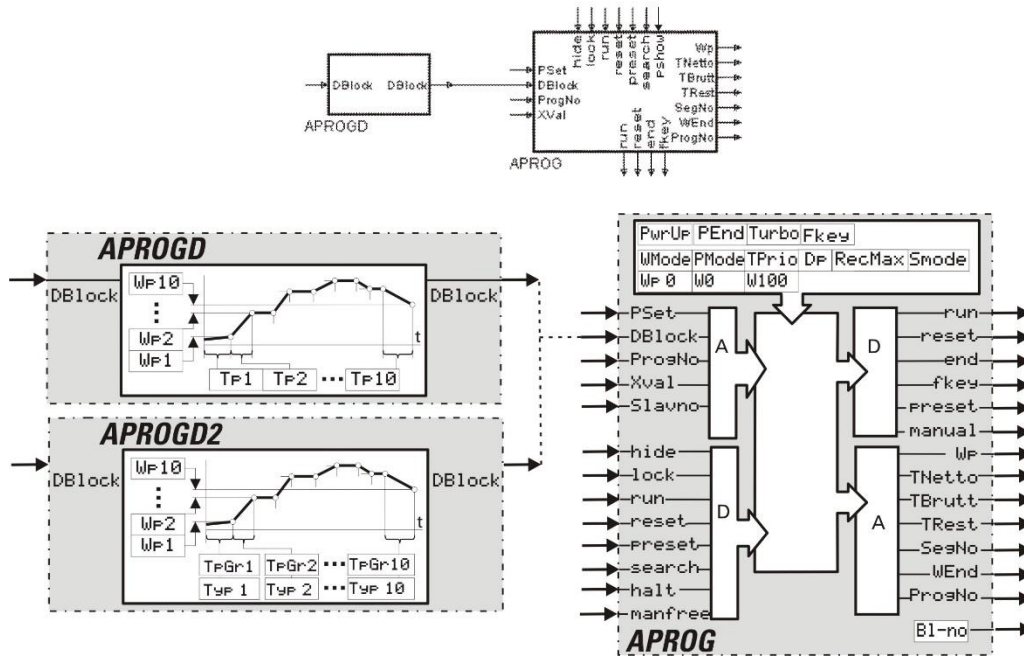 hide lock run reset preset search pshow
DBlock DBlock
APROGD
PSet
DBlock
ProgNo
XVal
Wp
TNetto
TBrutt
TRest
SegNo
WEnd
ProgNo
run reset end fkey
APROG
APROGD
DBlock
Wp10
Wp2
Wp1
t
Tp1 Tp2 ••• Tp10
DBlock
APROGD2
DBlock
Wp10
Wp2
Wp1
t
TpGr1 TpGr2 ••• TpGr10
Typ 1 Typ 2 ••• Typ 10
DBlock
PwrUp PEnd Turbo Fkey
WMode PMode TPrio Dp RecMax Smode
Wp 0 W0 W100
PSet
DBlock
ProgNo
Xval
Slavno
A
hide
lock
run
reset
preset
search
halt
manfree
D
D
run
reset
end
fkey
preset
manual
A
Wp
TNetto
TBrutt
TRest
SegNo
WEnd
ProgNo
Bl-no
APROG